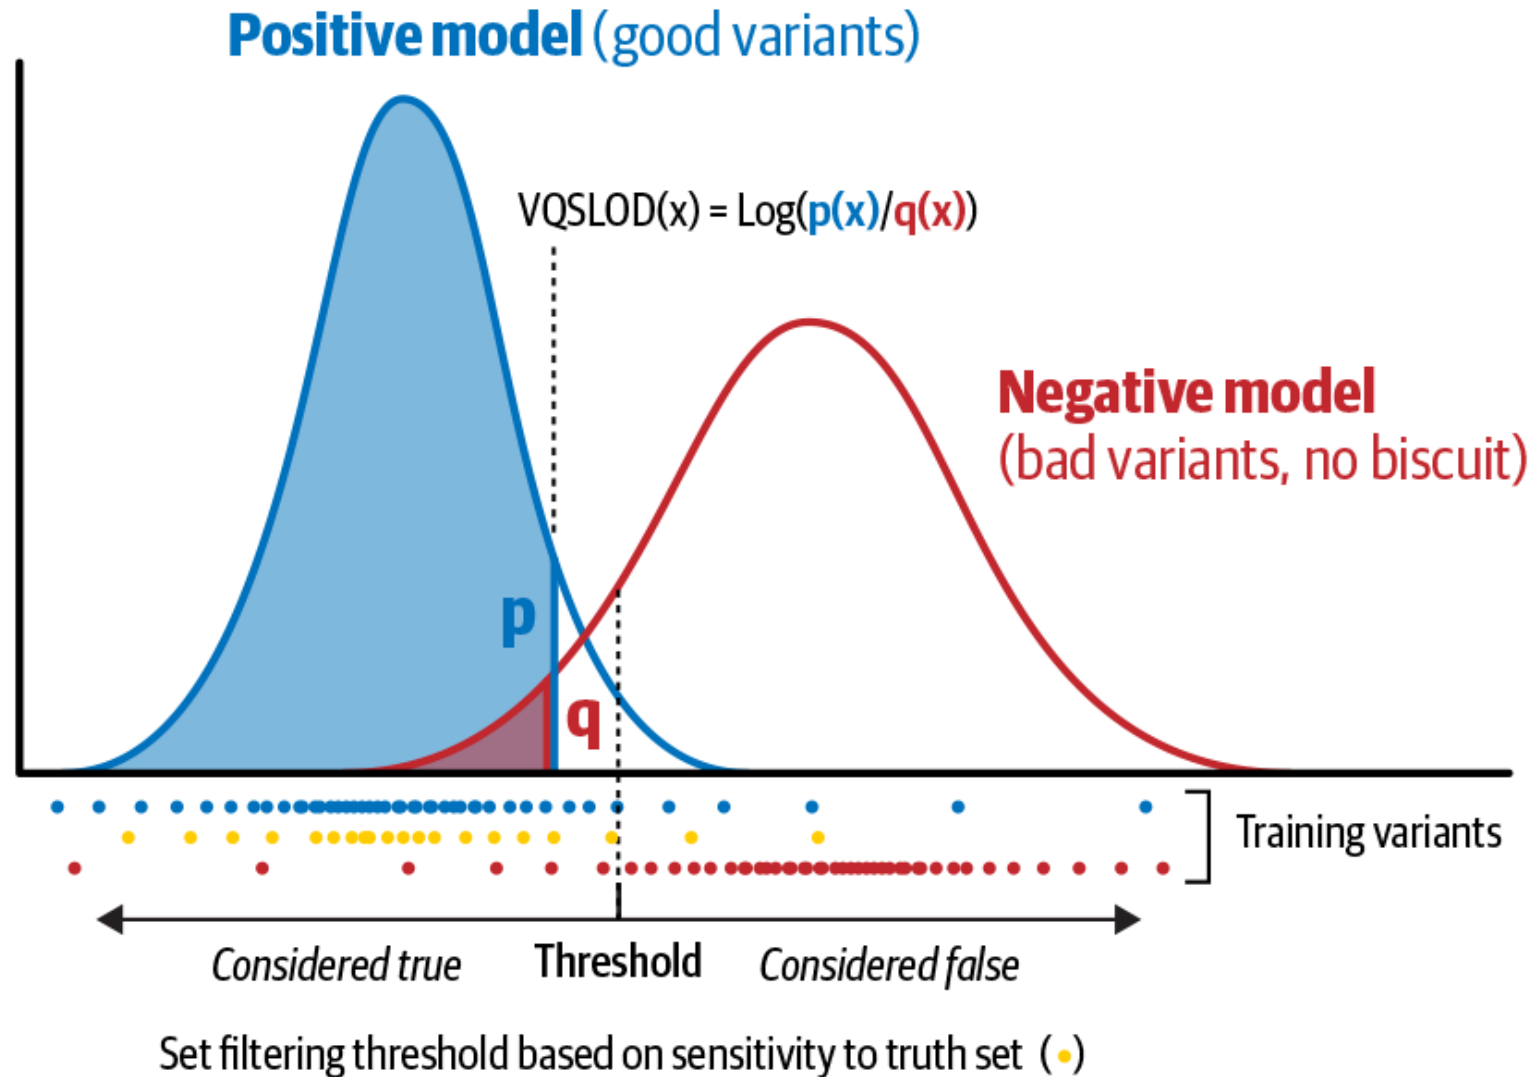 Positive model (good variants)
VQSLOD(x) = Log(p(x)/q(x))
Negative model
(bad variants, no biscuit)
p
q
Training variants
Considered true
Threshold
Considered false
Set filtering threshold based on sensitivity to truth set (•)